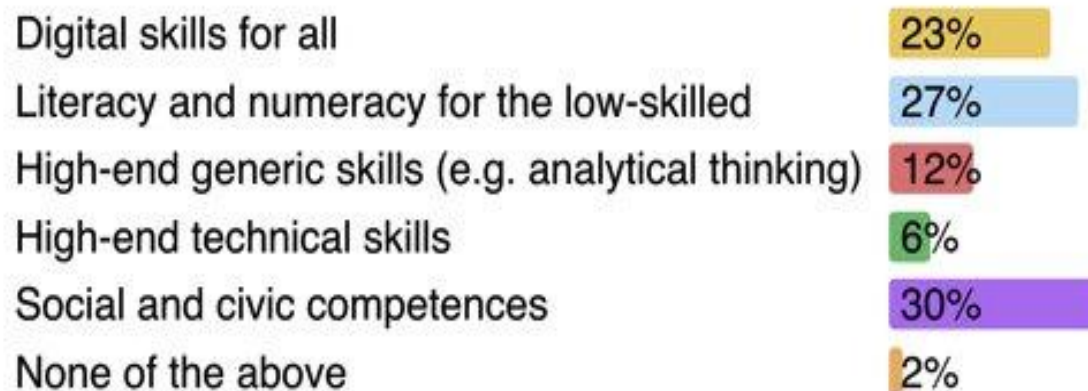 Digital skills for all 23%
Literacy and numeracy for the low-skilled 27%
High-end generic skills (e.g. analytical thinking) 12%
High-end technical skills 6%
Social and civic competences 30%
None of the above 2%